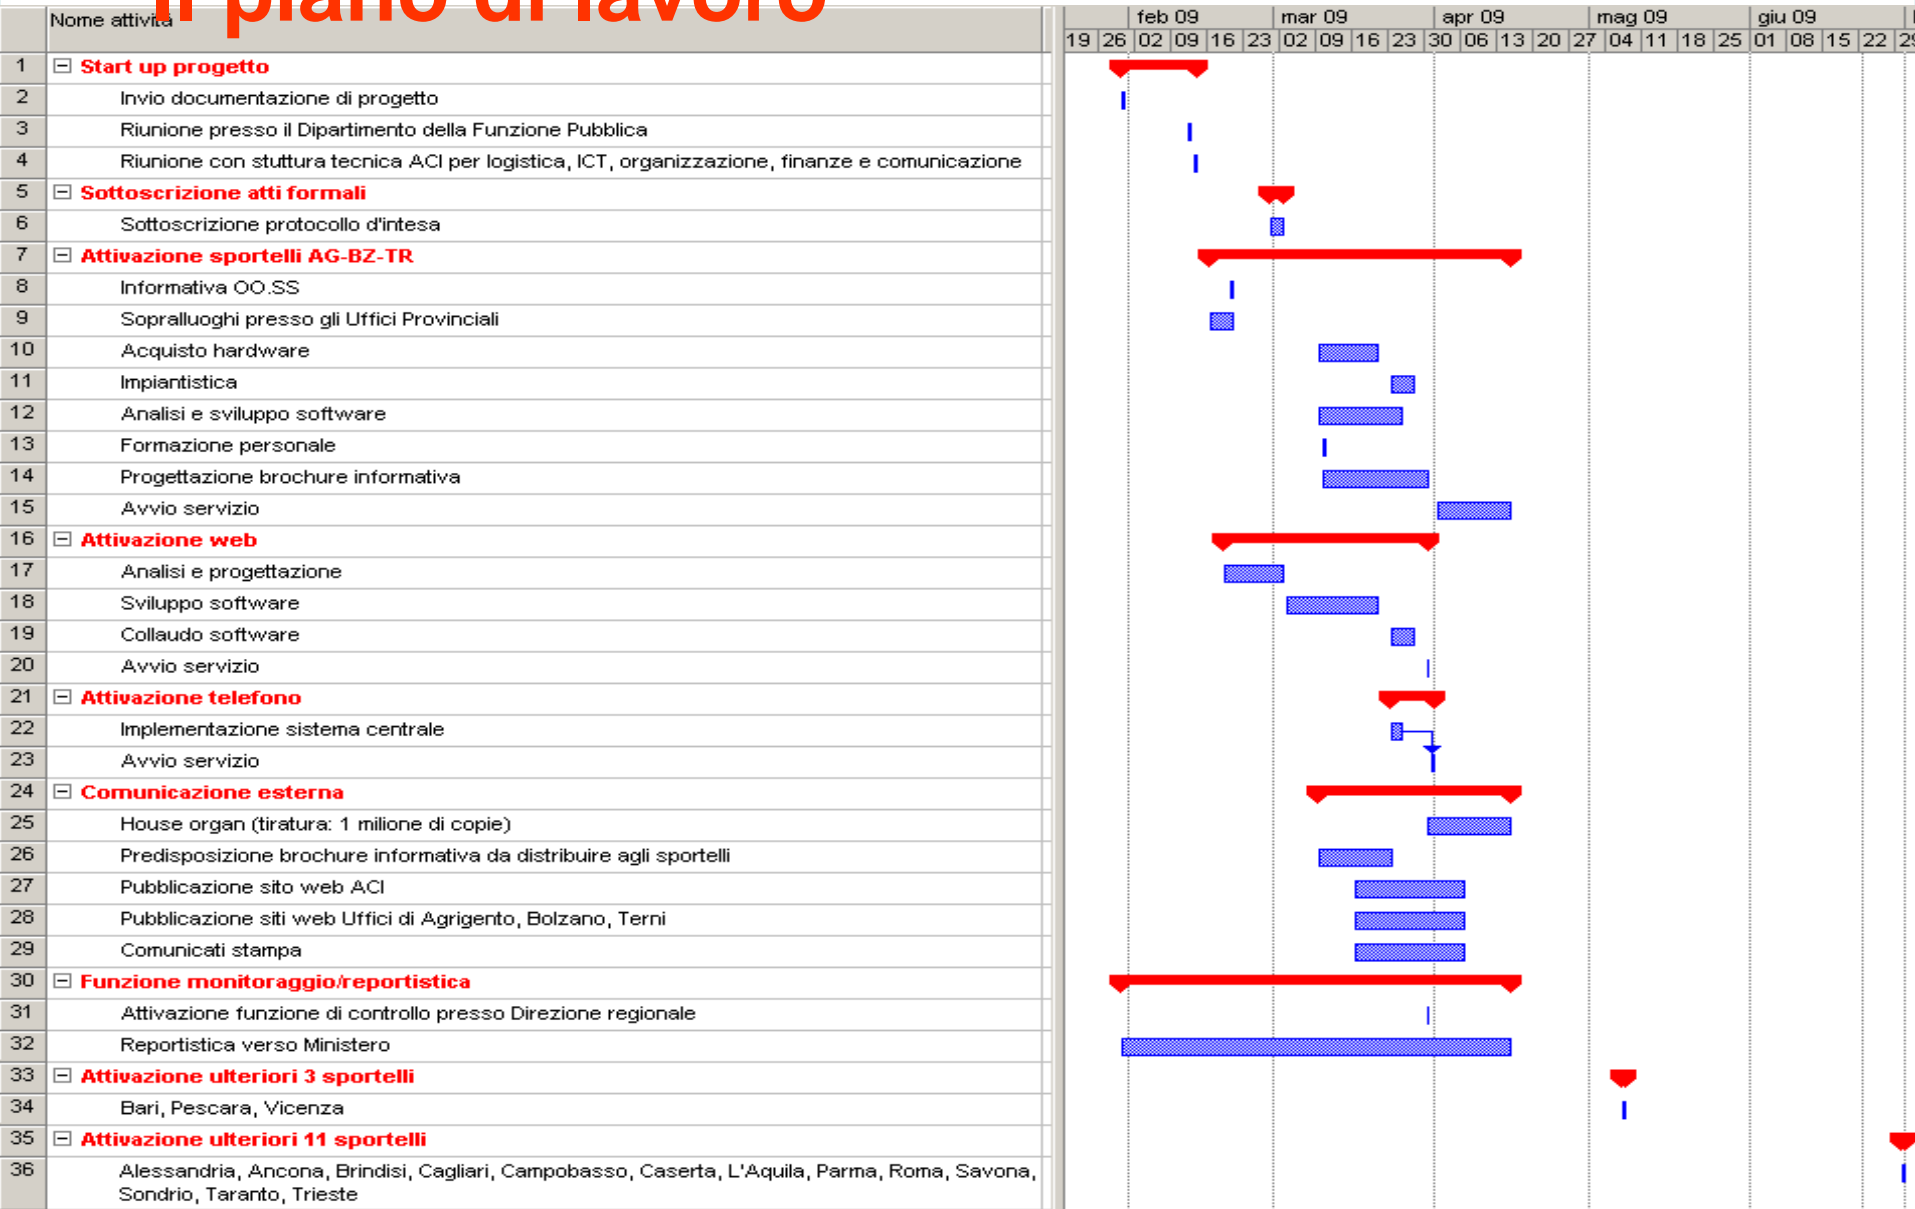 Il piano di lavoro
Nome attività
feb 09 mar 09 apr 09 mag 09 giu 09
19 26 02 09 16 23 02 09 16 23 30 06 13 20 27 04 11 18 25 01 08 15 22 29
1 Start up progetto
2 Invio documentazione di progetto
3 Riunione presso il Dipartimento della Funzione Pubblica
4 Riunione con stuttura tecnica ACI per logistica, ICT, organizzazione, finanze e comunicazione
5 Sottoscrizione atti formali
6 Sottoscrizione protocollo d'intesa
7 Attivazione sportelli AG-BZ-TR
8 Informativa OO.SS
9 Sopralluoghi presso gli Uffici Provinciali
10 Acquisto hardware
11 Impiantistica
12 Analisi e sviluppo software
13 Formazione personale
14 Progettazione brochure informativa
15 Avvio servizio
16 Attivazione web
17 Analisi e progettazione
18 Sviluppo software
19 Collaudo software
20 Avvio servizio
21 Attivazione telefono
22 Implementazione sistema centrale
23 Avvio servizio
24 Comunicazione esterna
25 House organ (tiratura: 1 milione di copie)
26 Predisposizione brochure informativa da distribuire agli sportelli
27 Pubblicazione sito web ACI
28 Pubblicazione siti web Uffici di Agrigento, Bolzano, Terni
29 Comunicati stampa
30 Funzione monitoraggio/reportistica
31 Attivazione funzione di controllo presso Direzione regionale
32 Reportistica verso Ministero
33 Attivazione ulteriori 3 sportelli
34 Bari, Pescara, Vicenza
35 Attivazione ulteriori 11 sportelli
36 Alessandria, Ancona, Brindisi, Cagliari, Campobasso, Caserta, L'Aquila, Parma, Roma, Savona,
Sondrio, Taranto, Trieste